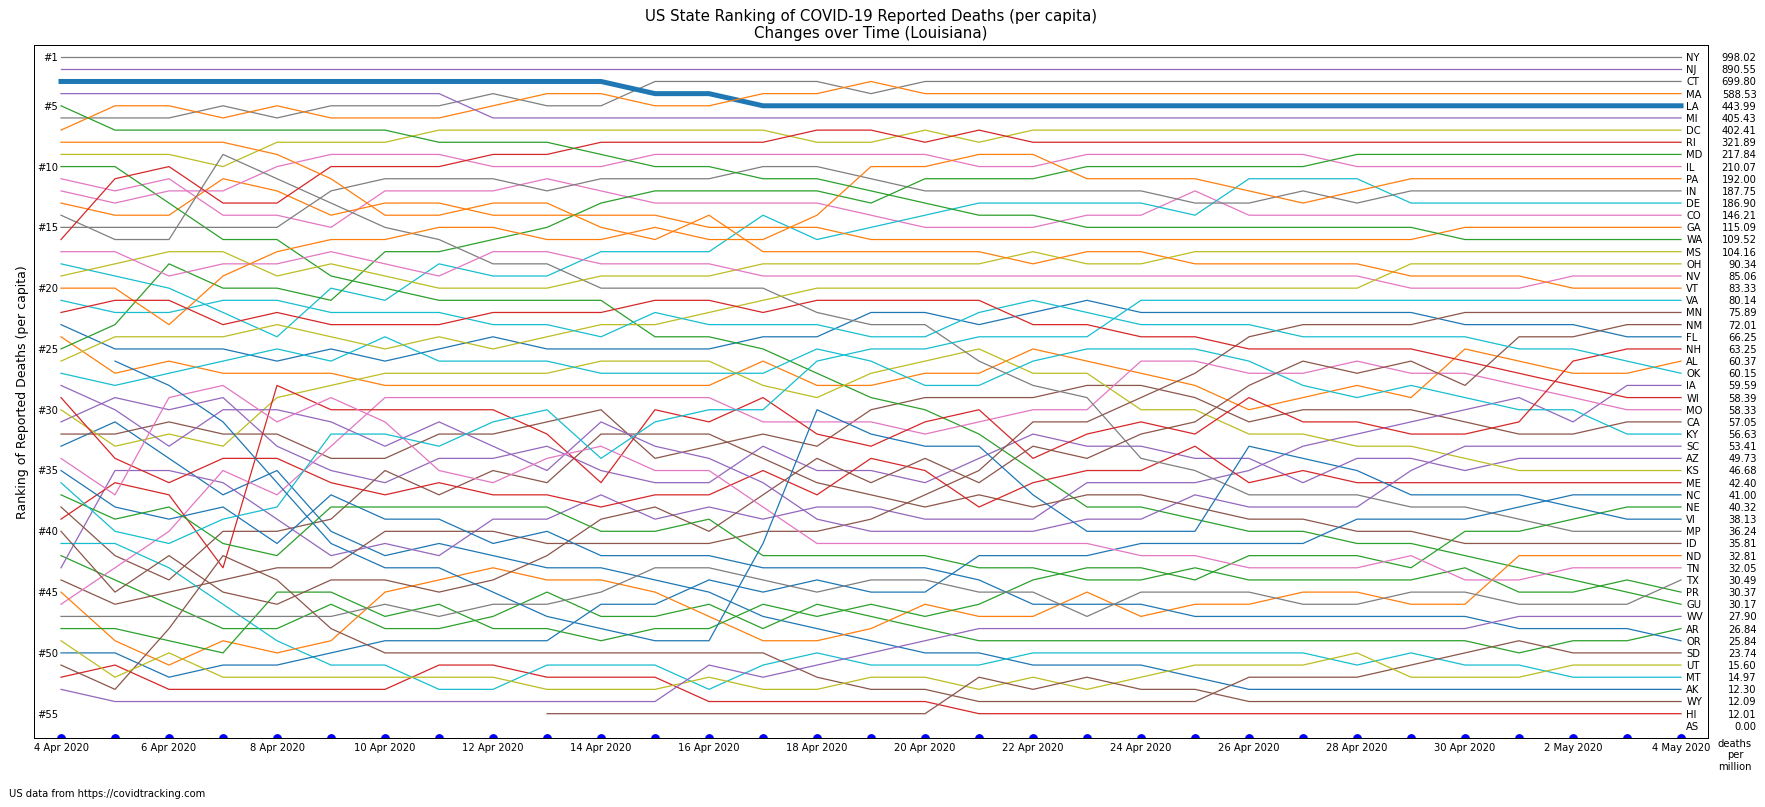 US State Ranking of COVID-19 Reported Deaths (per capita)
Changes over Time (Louisiana)
Ranking of Reported Deaths (per capita)
#1
#5
#10
#15
#20
#25
#30
#35
#40
#45
#50
#55
NY 998.02
NJ 890.55
CT 699.80
MA 588.53
LA 443.99
MI 405.43
DC 402.41
RI 321.89
MD 217.84
IL 210.07
PA 192.00
IN 187.75
DE 186.90
CO 146.21
GA 115.09
WA 109.52
MS 104.16
OH 90.34
NV 85.06
VT 83.33
VA 80.14
MN 75.89
NM 72.01
FL 66.25
NH 63.25
AL 60.37
OK 60.15
IA 59.59
WI 58.39
MO 58.33
CA 57.05
KY 56.63
SC 53.41
AZ 49.73
KS 46.68
ME 42.40
NC 41.00
NE 40.32
VI 38.13
MP 36.24
ID 35.81
ND 32.81
TN 32.05
TX 30.49
PR 30.37
GU 30.17
WV 27.90
AR 26.84
OR 25.84
SD 23.74
UT 15.60
MT 14.97
AK 12.30
WY 12.09
HI 12.01
AS 0.00
4 Apr 2020 6 Apr 2020 8 Apr 2020 10 Apr 2020 12 Apr 2020 14 Apr 2020 16 Apr 2020 18 Apr 2020 20 Apr 2020 22 Apr 2020 24 Apr 2020 26 Apr 2020 28 Apr 2020 30 Apr 2020 2 May 2020 4 May 2020
deaths
per
million
US data from https://covidtracking.com